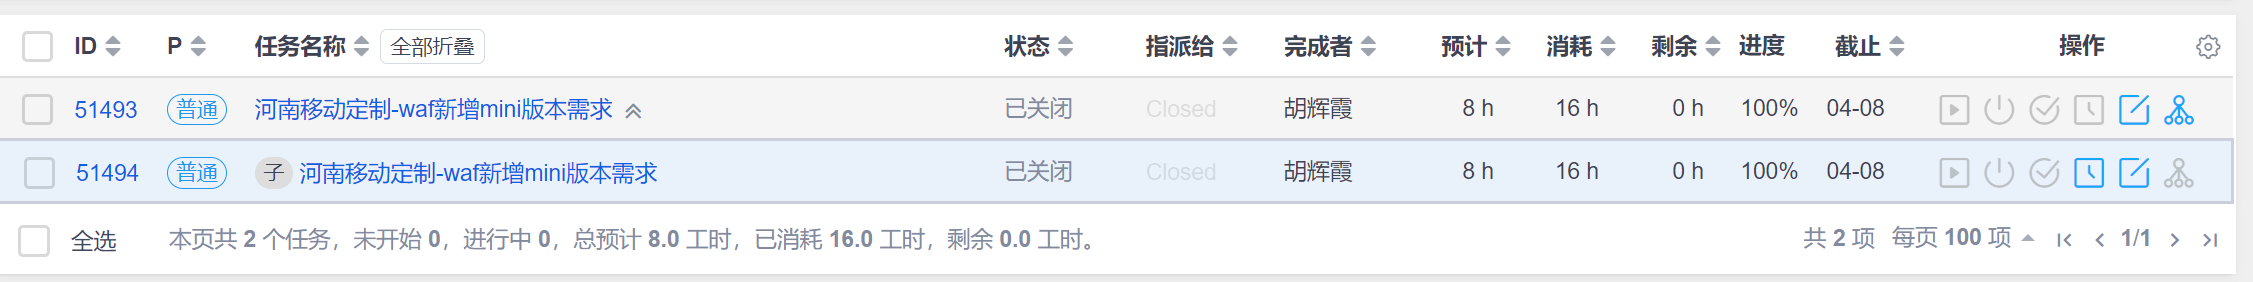 ID P 任务名称 全部折叠 状态 指派给 完成者 预计 消耗 剩余 进度 截止 操作
51493 普通 河南移动定制-waf新增mini版本需求 已关闭 Closed 胡辉霞 8 h 16 h 0 h 100% 04-08
51494 普通 子 河南移动定制-waf新增mini版本需求 已关闭 Closed 胡辉霞 8 h 16 h 0 h 100% 04-08
全选 本页共 2 个任务，未开始 0，进行中 0，总预计 8.0 工时，已消耗 16.0 工时，剩余 0.0 工时。 共 2 项 每页 100 项 1/1